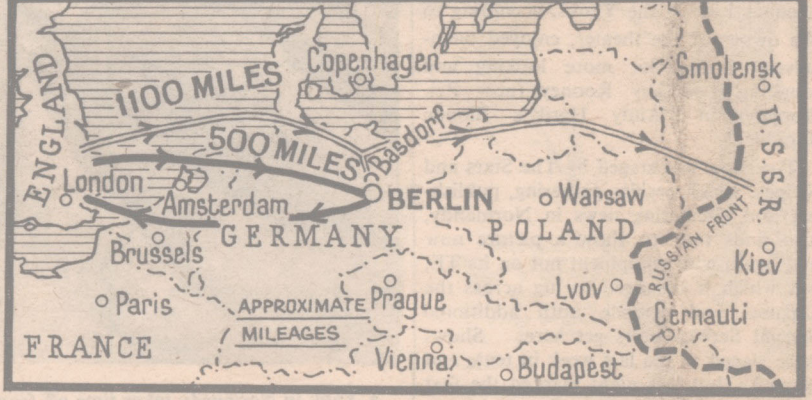 Copenhagen
Smolensk
1100 MILES
ENGLAND
500 MILES
Basdorf
U.S.S.R.
London
Amsterdam
BERLIN
Warsaw
GERMANY
POLAND
RUSSIAN FRONT
Brussels
Kiev
Paris
APPROXIMATE
MILEAGES
Prague
Lvov
Cernauti
FRANCE
Vienna
Budapest